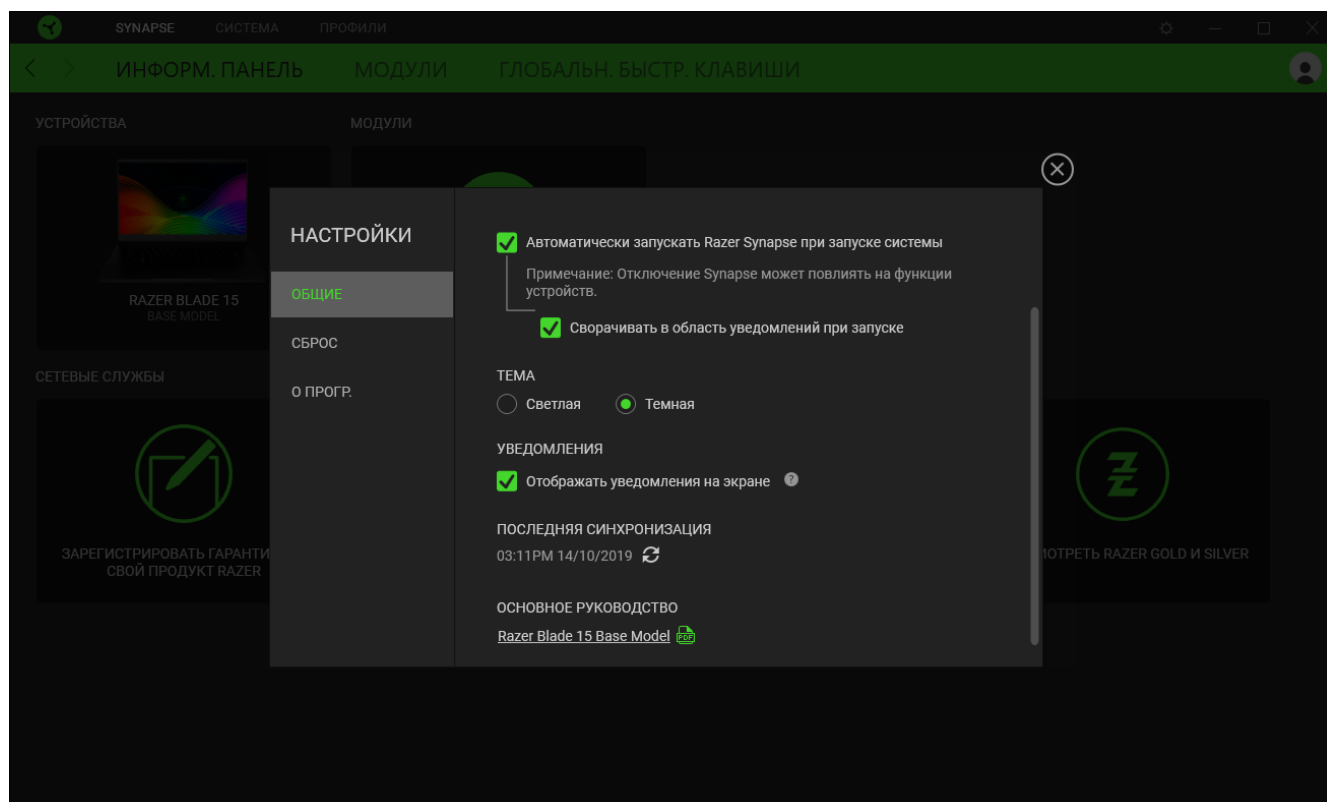 SYNAPSE
СИСТЕМА
ПРОФИЛИ
ИНФОРМ. ПАНЕЛЬ
МОДУЛИ
ГЛОБАЛЬН. БЫСТР. КЛАВИШИ
УСТРОЙСТВА
МОДУЛИ
RAZER BLADE 15
BASE MODEL
СЕТЕВЫЕ СЛУЖБЫ
ЗАРЕГИСТРИРОВАТЬ ГАРАНТИ
СВОЙ ПРОДУКТ RAZER
НАСТРОЙКИ
ОБЩИЕ
СБРОС
О ПРОГР.
Автоматически запускать Razer Synapse при запуске системы
Примечание: Отключение Synapse может повлиять на функции
устройств.
Сворачивать в область уведомлений при запуске
ТЕМА
Светлая
Темная
УВЕДОМЛЕНИЯ
Отображать уведомления на экране
?
ПОСЛЕДНЯЯ СИНХРОНИЗАЦИЯ
03:11PM 14/10/2019
ОСНОВНОЕ РУКОВОДСТВО
Razer Blade 15 Base Model
PDF
ОТРЕТЬ RAZER GOLD И SILVER